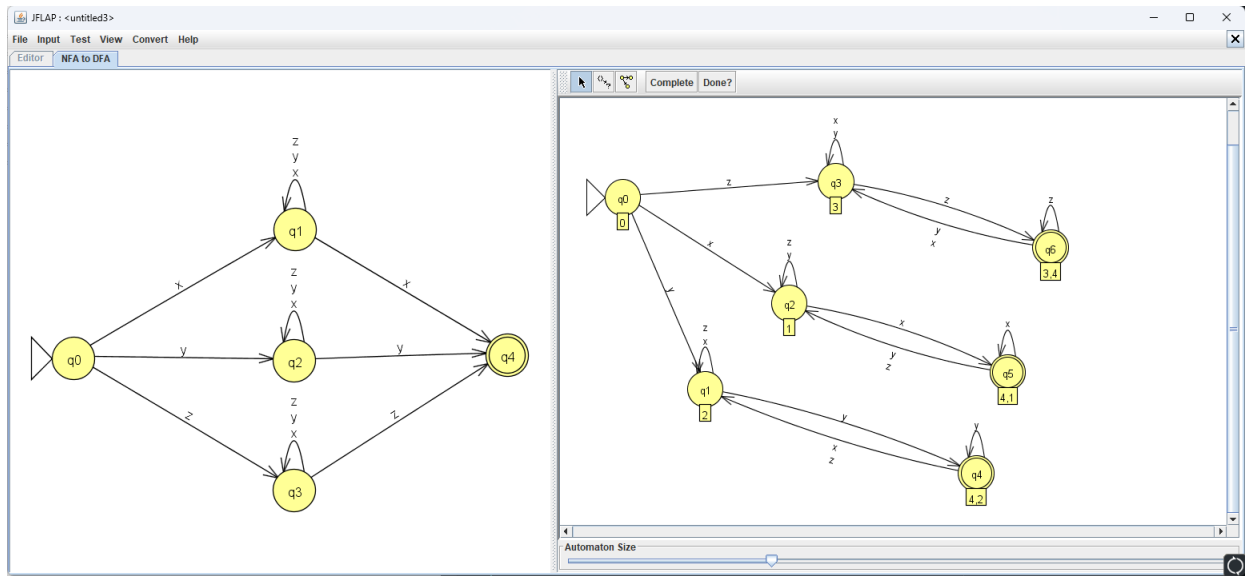 JFLAP : <untitled3>
File Input Test View Convert Help
Editor NFA to DFA
Complete Done?
z
y
x
q1
x
x
z
y
x
q0
y
q2
y
q4
z
y
x
z
z
q3
x
y
q3
3
q0
0
z
z
y
x
z
q6
3,4
x
z
y
q2
1
x
y
z
x
q5
4,1
y
z
x
q1
2
y
x
z
y
q4
4,2
Automaton Size